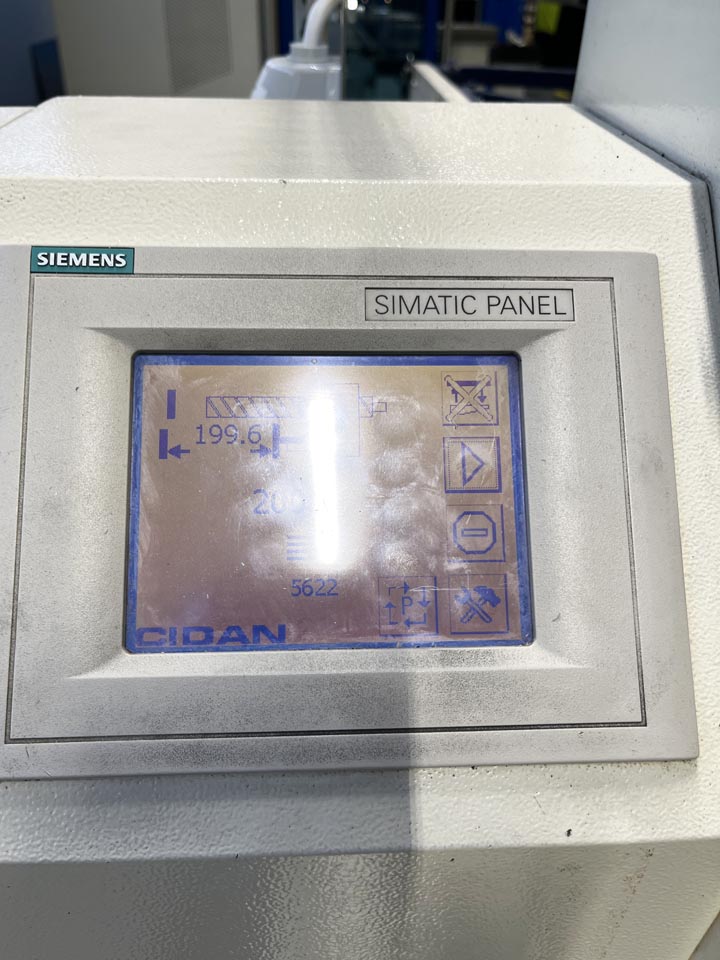 SIEMENS
SIMATIC PANEL
199.6
5622
P
CIDAN